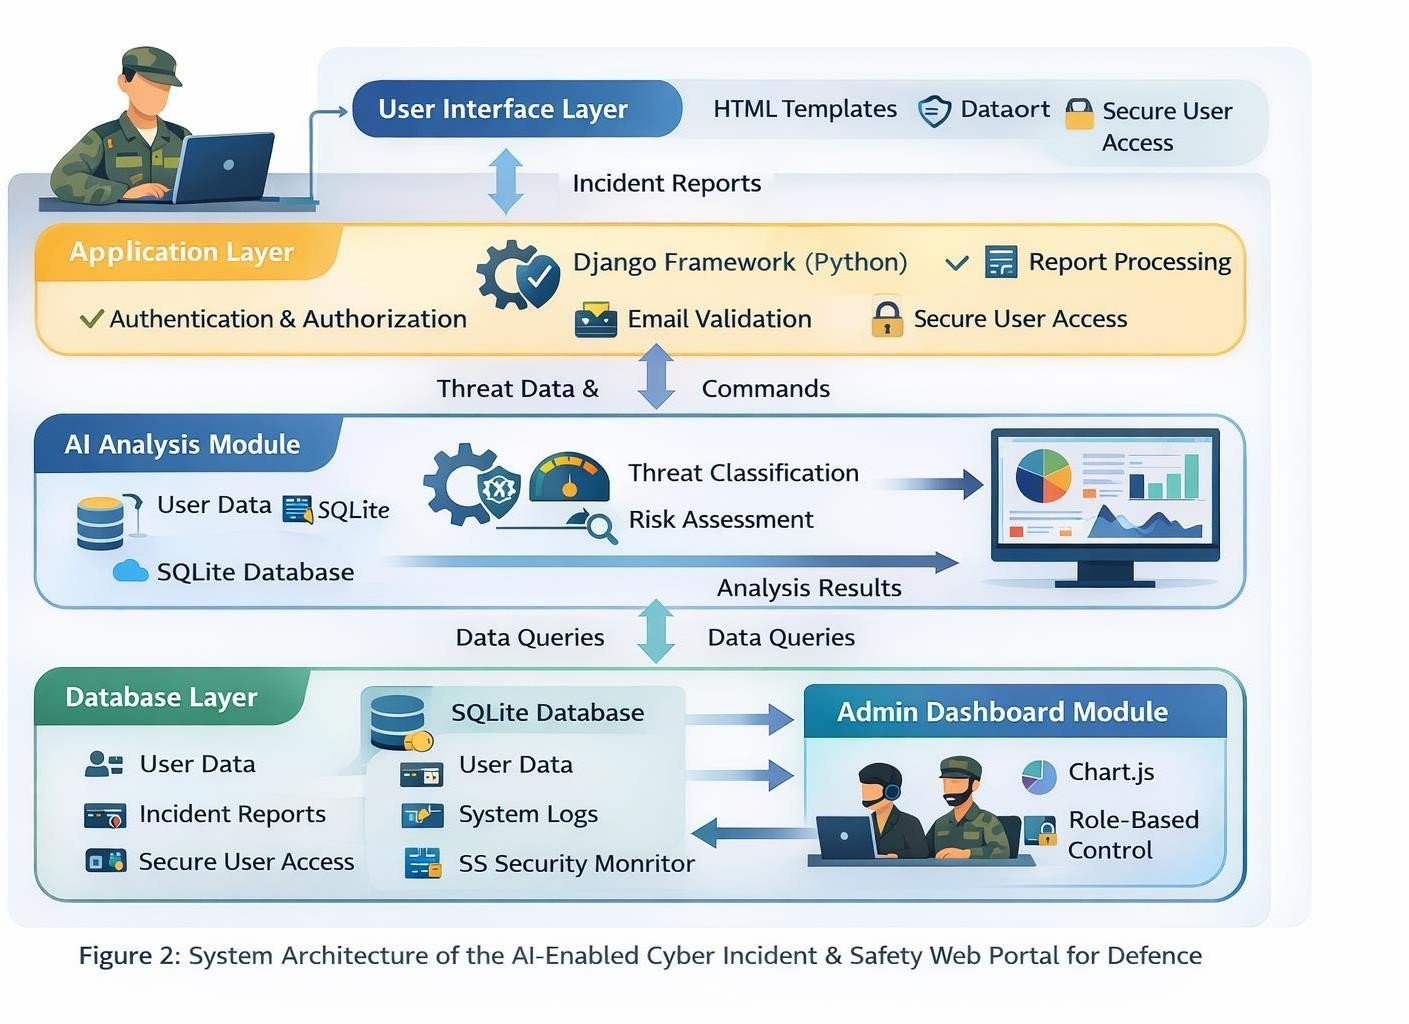 User Interface Layer
HTML Templates
Dataort
Secure User
Access
Incident Reports
Application Layer
Django Framework (Python)
Report Processing
Authentication & Authorization
Email Validation
Secure User Access
Threat Data &
Commands
AI Analysis Module
Threat Classification
User Data
SQLite
Risk Assessment
SQLite Database
Analysis Results
Data Queries
Data Queries
Database Layer
User Data
Incident Reports
Secure User Access
SQLite Database
User Data
System Logs
SS Security Monritor
Admin Dashboard Module
Chart.js
Role-Based
Control
Figure 2: System Architecture of the AI-Enabled Cyber Incident & Safety Web Portal for Defence